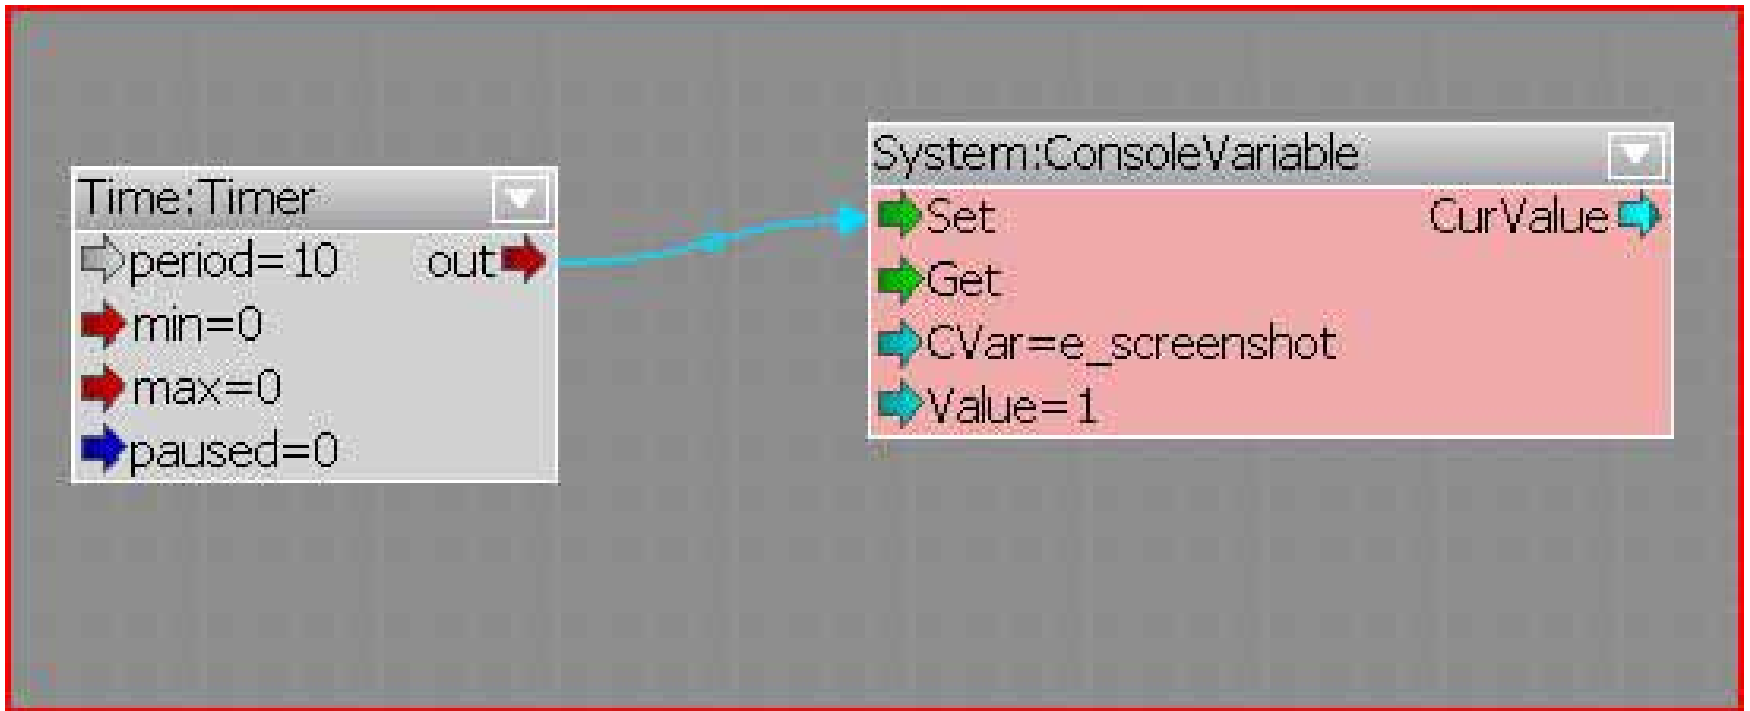 Time:Timer
period=10 out
min=0
max=0
paused=0
System:ConsoleVariable
Set CurValue
Get
CVar=e_screenshot
Value=1